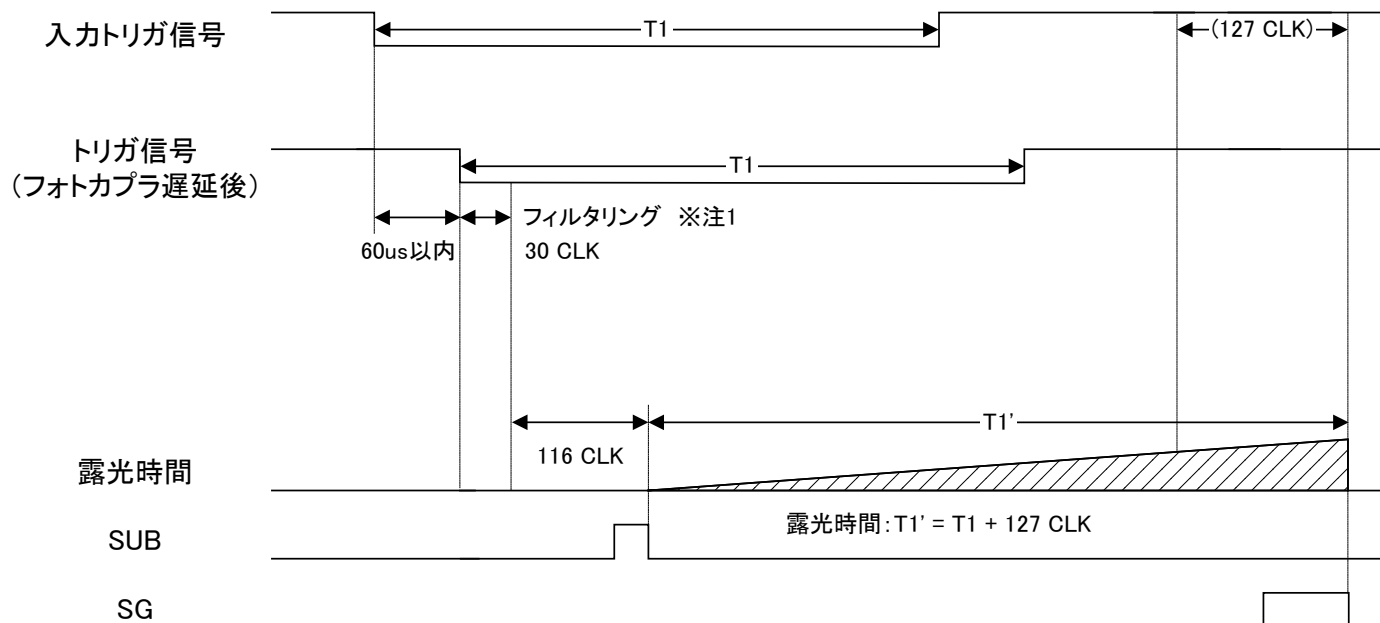 入力トリガ信号
T1
(127 CLK)
トリガ信号
(フォトカプラ遅延後)
T1
フィルタリング ※注1
60us以内
30 CLK
T1'
116 CLK
露光時間
露光時間:T1' = T1 + 127 CLK
SUB
SG